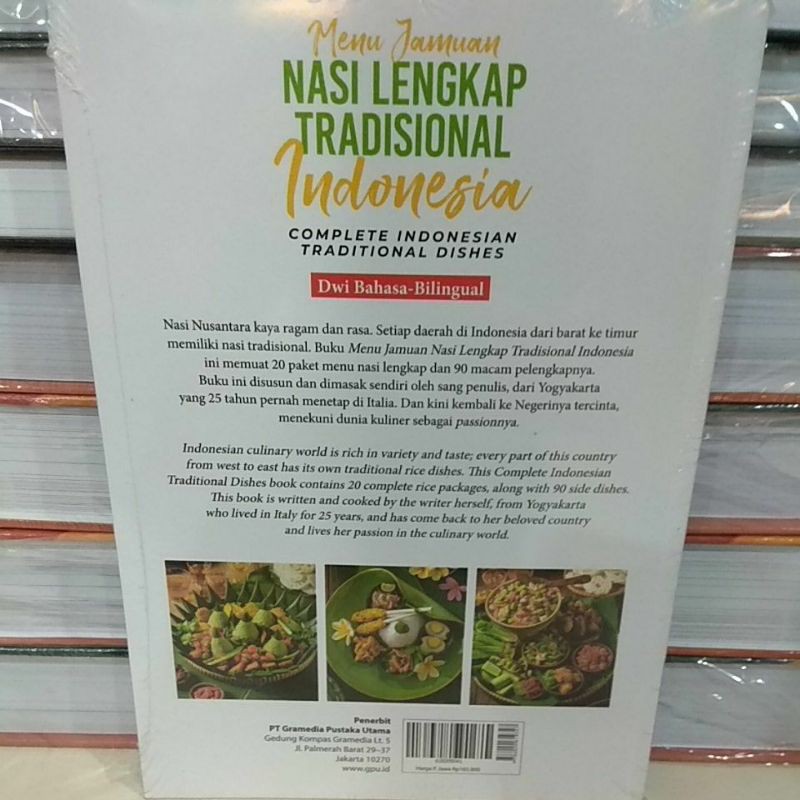 Menu Jamuan
NASI LENGKAP
TRADISIONAL
Indonesia
COMPLETE INDONESIAN
TRADITIONAL DISHES
Dwi Bahasa-Bilingual
Nasi Nusantara kaya ragam dan rasa. Setiap daerah di Indonesia dari barat ke timur
memiliki nasi tradisional. Buku Menu Jamuan Nasi Lengkap Tradisional Indonesia
ini memuat 20 paket menu nasi lengkap dan 90 macam pelengkapnya.
Buku ini disusun dan dimasak sendiri oleh sang penulis, dari Yogyakarta
yang 25 tahun pernah menetap di Italia. Dan kini kembali ke Negerinya tercinta,
menekuni dunia kuliner sebagai passionnya.
Indonesian culinary world is rich in variety and taste; every part of this country
from west to east has its own traditional rice dishes. This Complete Indonesian
Traditional Dishes book contains 20 complete rice packages, along with 90 side dishes.
This book is written and cooked by the writer herself, from Yogyakarta
who lived in Italy for 25 years, and has come back to her beloved country
and lives her passion in the culinary world.
Penerbit
PT Gramedia Pustaka Utama
Gedung Kompas Gramedia Lt. 5
Jl. Palmerah Barat 29–37
Jakarta 10270
www.gpu.id
Harga P. Jawa